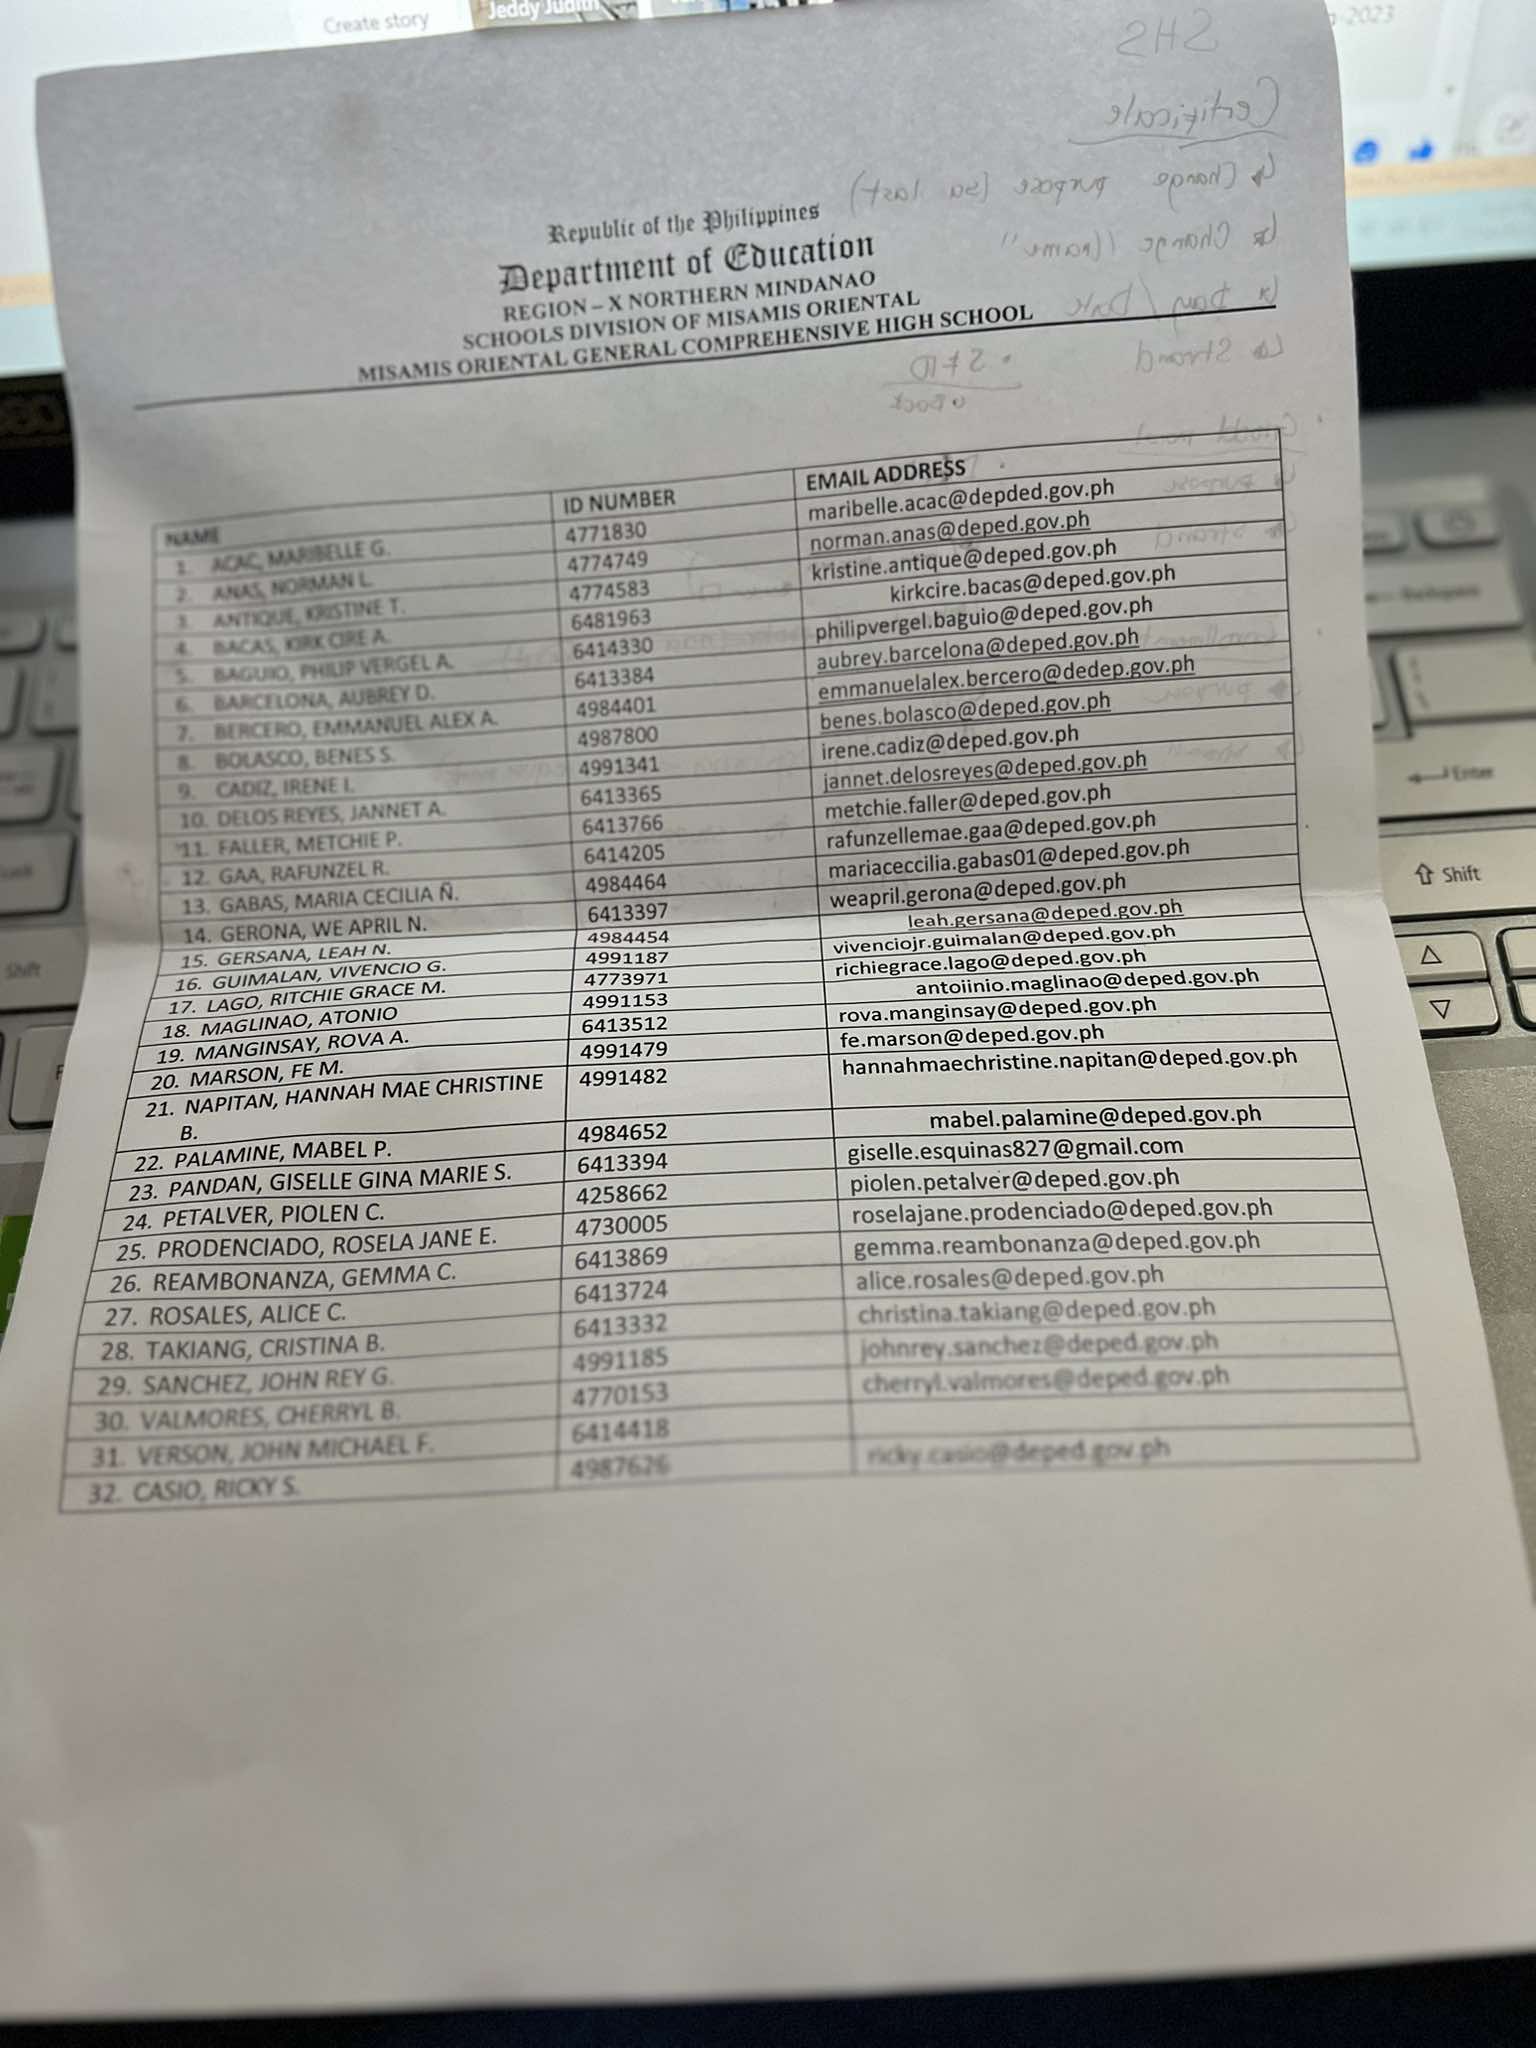 Create story
Jeddy Judith
-2023
SHS
Certificate
Change purpose (sa last)
Change "name"
Day / Date
Strand
Republic of the Philippines
Department of Education
REGION – X NORTHERN MINDANAO
SCHOOLS DIVISION OF MISAMIS ORIENTAL
MISAMIS ORIENTAL GENERAL COMPREHENSIVE HIGH SCHOOL
NAME ID NUMBER EMAIL ADDRESS
1. ACAC, MARIBELLE G. 4771830 maribelle.acac@depded.gov.ph
2. ANAS, NORMAN L. 4774749 norman.anas@deped.gov.ph
3. ANTIQUE, KRISTINE T. 4774583 kristine.antique@deped.gov.ph
4. BACAS, KIRK CIRE A. 6481963 kirkcire.bacas@deped.gov.ph
5. BAGUIO, PHILIP VERGEL A. 6414330 philipvergel.baguio@deped.gov.ph
6. BARCELONA, AUBREY D. 6413384 aubrey.barcelona@deped.gov.ph
7. BERCERO, EMMANUEL ALEX A. 4984401 emmanuelalex.bercero@dedep.gov.ph
8. BOLASCO, BENES S. 4987800 benes.bolasco@deped.gov.ph
9. CADIZ, IRENE I. 4991341 irene.cadiz@deped.gov.ph
10. DELOS REYES, JANNET A. 6413365 jannet.delosreyes@deped.gov.ph
11. FALLER, METCHIE P. 6413766 metchie.faller@deped.gov.ph
12. GAA, RAFUNZEL R. 6414205 rafunzellemae.gaa@deped.gov.ph
13. GABAS, MARIA CECILIA Ñ. 4984464 mariaceccilia.gabas01@deped.gov.ph
14. GERONA, WE APRIL N. 6413397 weapril.gerona@deped.gov.ph
15. GERSANA, LEAH N. 4984454 leah.gersana@deped.gov.ph
16. GUIMALAN, VIVENCIO G. 4991187 vivenciojr.guimalan@deped.gov.ph
17. LAGO, RITCHIE GRACE M. 4773971 richiegrace.lago@deped.gov.ph
18. MAGLINAO, ATONIO 4991153 antoiinio.maglinao@deped.gov.ph
19. MANGINSAY, ROVA A. 6413512 rova.manginsay@deped.gov.ph
20. MARSON, FE M. 4991479 fe.marson@deped.gov.ph
21. NAPITAN, HANNAH MAE CHRISTINE 4991482 hannahmaechristine.napitan@deped.gov.ph
B.
22. PALAMINE, MABEL P. 4984652 mabel.palamine@deped.gov.ph
23. PANDAN, GISELLE GINA MARIE S. 6413394 giselle.esquinas827@gmail.com
24. PETALVER, PIOLEN C. 4258662 piolen.petalver@deped.gov.ph
25. PRODENCIADO, ROSELA JANE E. 4730005 roselajane.prodenciado@deped.gov.ph
26. REAMBONANZA, GEMMA C. 6413869 gemma.reambonanza@deped.gov.ph
27. ROSALES, ALICE C. 6413724 alice.rosales@deped.gov.ph
28. TAKIANG, CRISTINA B. 6413332 christina.takiang@deped.gov.ph
29. SANCHEZ, JOHN REY G. 4991185 johnrey.sanchez@deped.gov.ph
30. VALMORES, CHERRYL B. 4770153 cherryl.valmores@deped.gov.ph
31. VERSON, JOHN MICHAEL F. 6414418
32. CASIO, RICKY S. 4987626 ricky.casio@deped.gov.ph
Enter
Shift
Shift